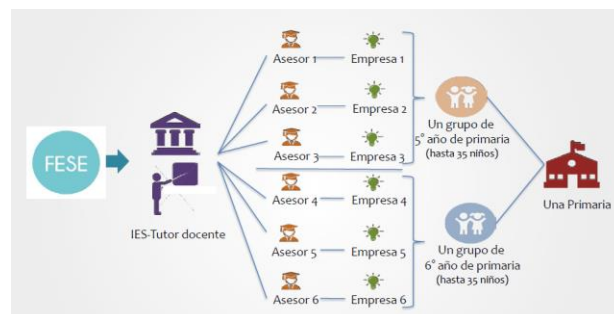 FESE
IES-Tutor docente
Asesor 1
Empresa 1
Asesor 2
Empresa 2
Asesor 3
Empresa 3
Asesor 4
Empresa 4
Asesor 5
Empresa 5
Asesor 6
Empresa 6
Un grupo de
5° año de primaria
(hasta 35 niños)
Un grupo de
6° año de primaria
(hasta 35 niños)
Una Primaria